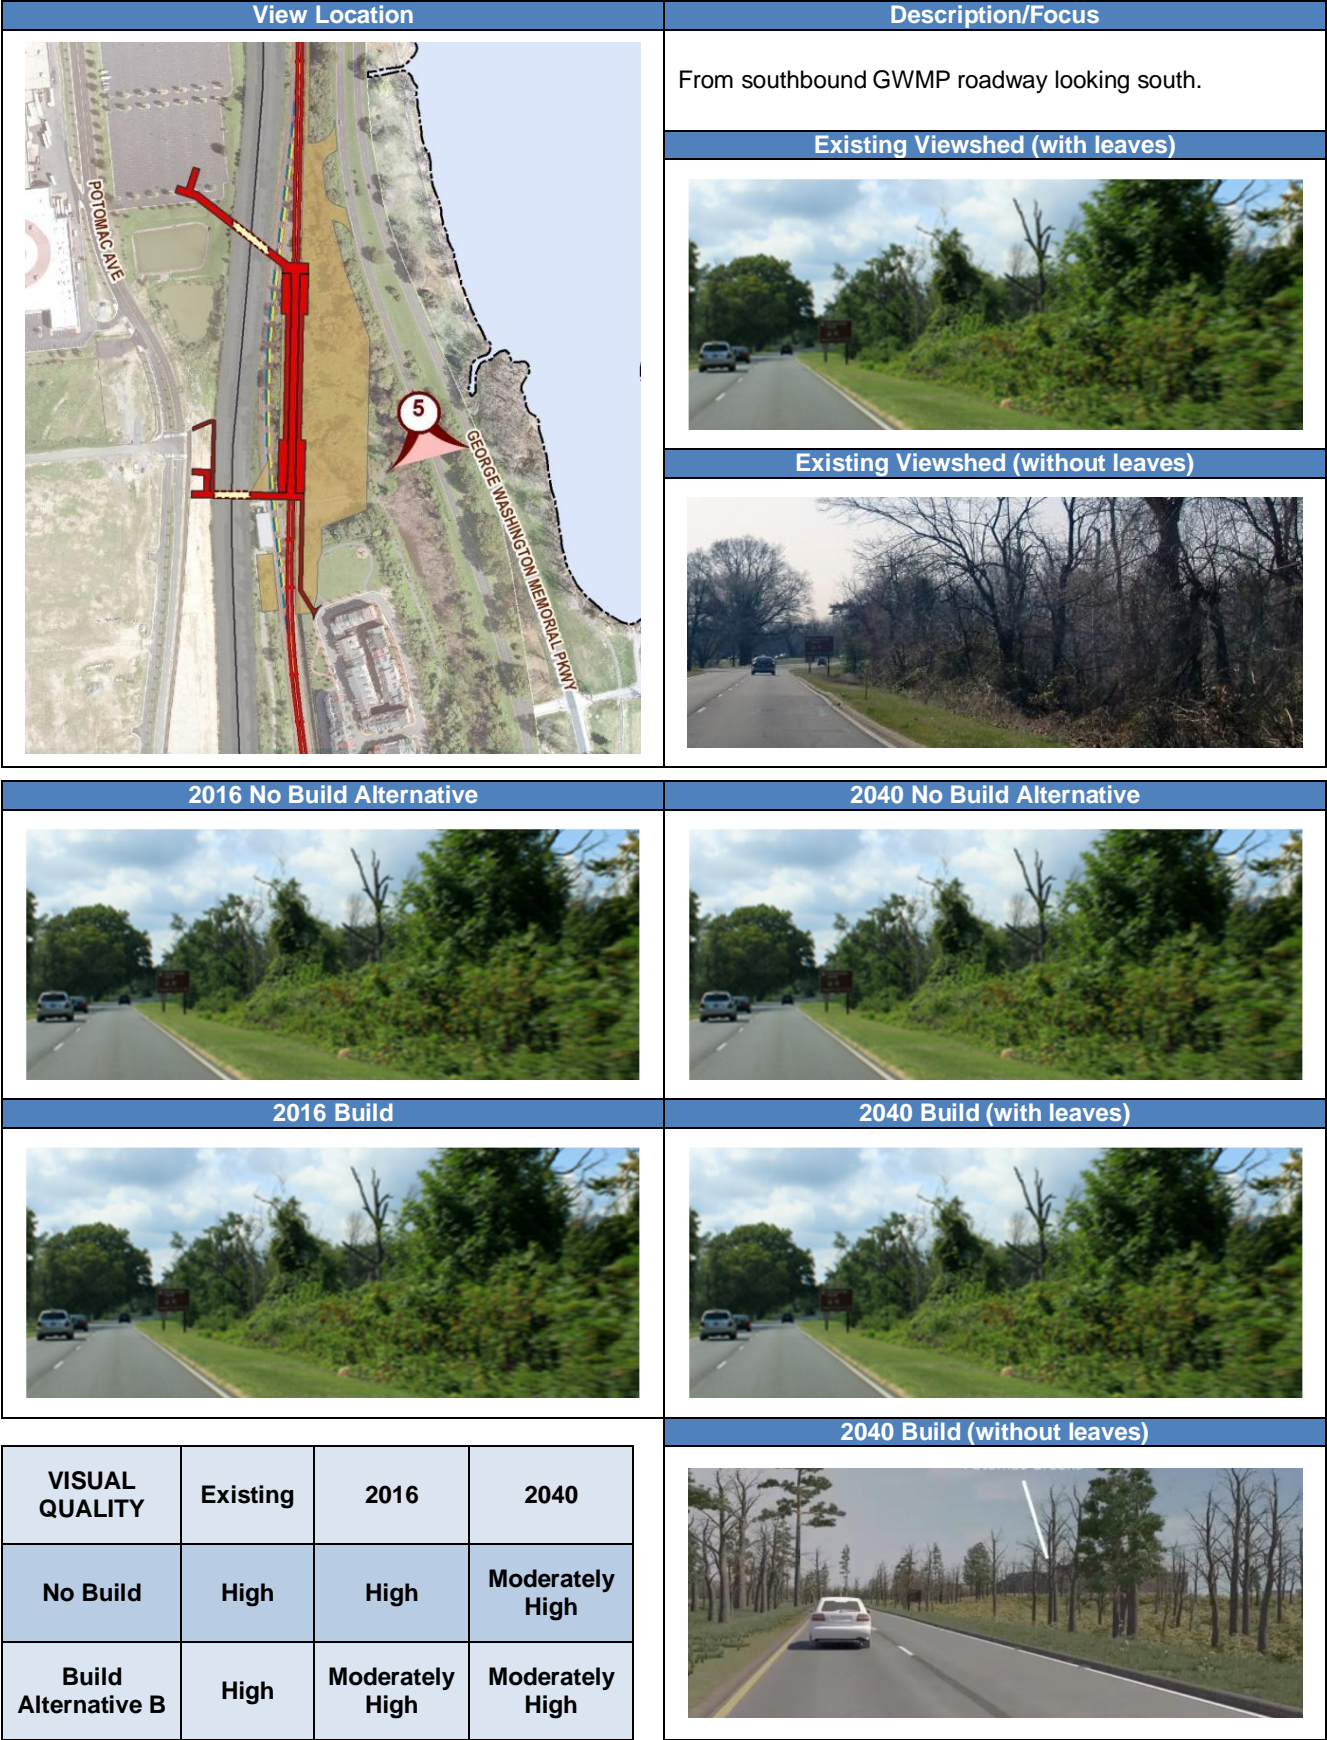 View Location
Description/Focus
POTOMAC AVE
5
GEORGE WASHINGTON MEMORIAL PKWY
From southbound GWMP roadway looking south.
Existing Viewshed (with leaves)
Existing Viewshed (without leaves)
2016 No Build Alternative
2040 No Build Alternative
2016 Build
2040 Build (with leaves)
2040 Build (without leaves)
VISUAL
QUALITY
Existing
2016
2040
No Build
High
High
Moderately
High
Build
Alternative B
High
Moderately
High
Moderately
High